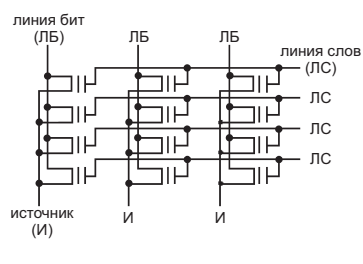 линия бит
(ЛБ)
ЛБ
ЛБ
линия слов
(ЛС)
ЛС
ЛС
ЛС
источник
(И)
И
И